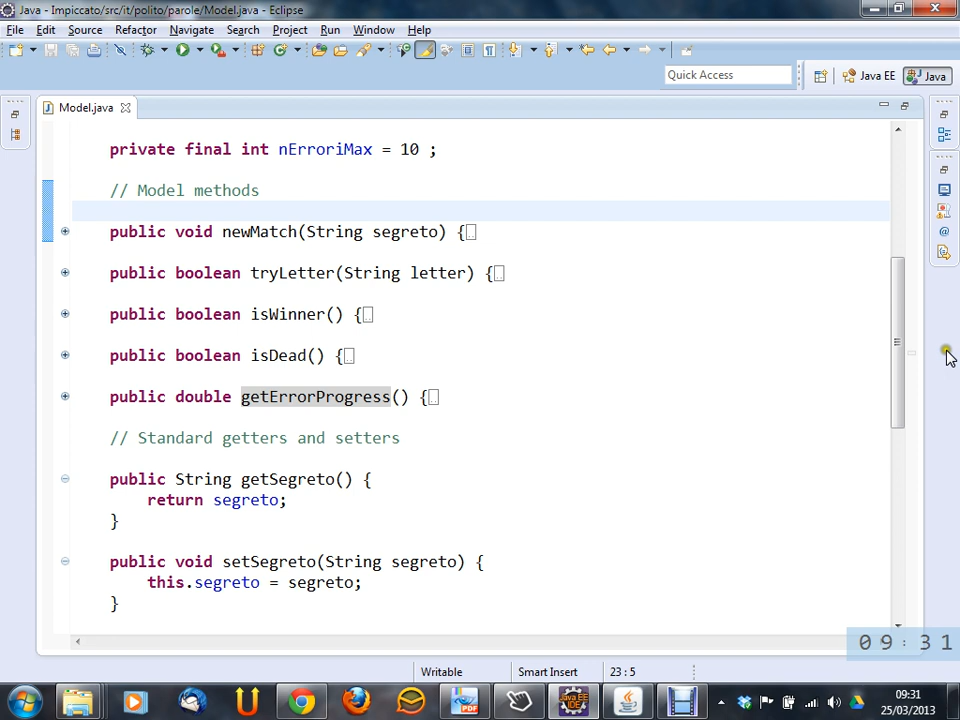 Java - Impiccato/src/it/polito/parole/Model.java - Eclipse
File Edit Source Refactor Navigate Search Project Run Window Help
Quick Access
Java EE
Java
Model.java
private final int nErroriMax = 10 ;
// Model methods
public void newMatch(String segreto) {
public boolean tryLetter(String letter) {
public boolean isWinner() {
public boolean isDead() {
public double getErrorProgress() {
// Standard getters and setters
public String getSegreto() {
return segreto;
}
public void setSegreto(String segreto) {
this.segreto = segreto;
}
09:31
Writable
Smart Insert
23 : 5
PDF
Java EE
IDE
09:31
25/03/2013